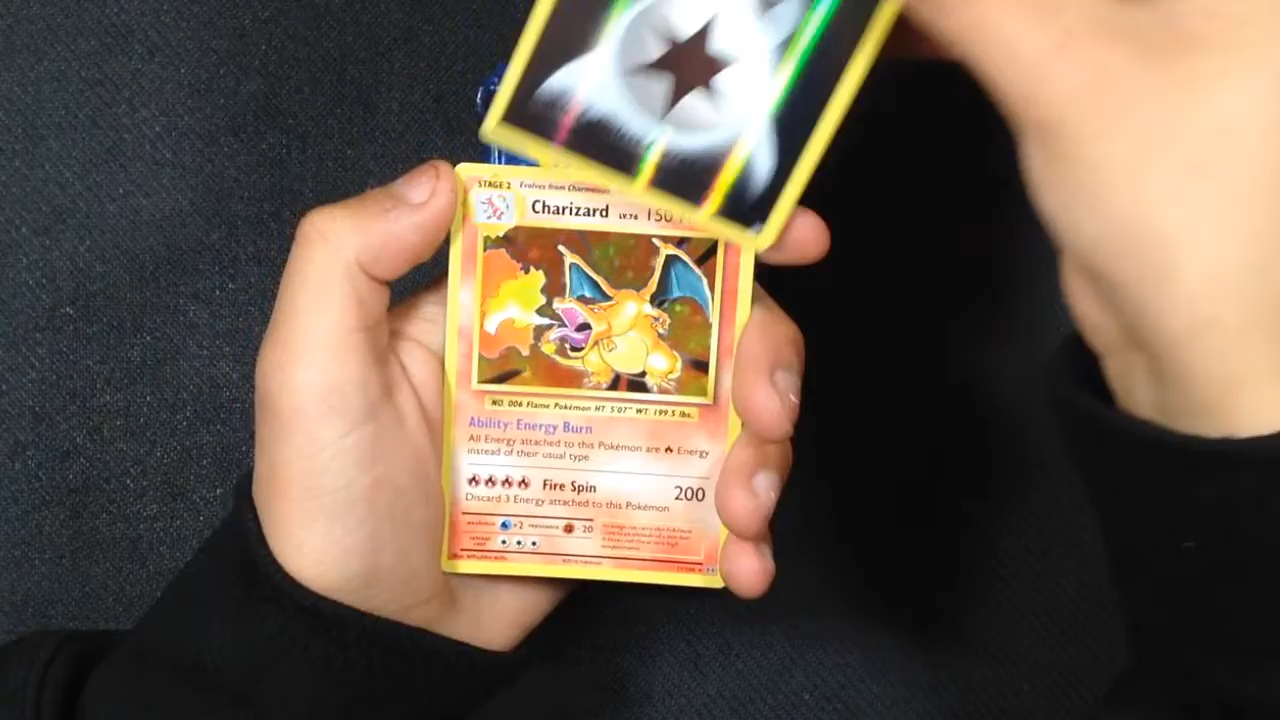 STAGE 2 Evolves from Charmeleon
Charizard LV.76 150
NO. 006 Flame Pokémon HT: 5'07" WT: 199.5 lbs.
Ability: Energy Burn
All Energy attached to this Pokémon are Energy
instead of their usual type.
Fire Spin 200
Discard 3 Energy attached to this Pokémon
weakness ×2 resistance -20
retreat
cost